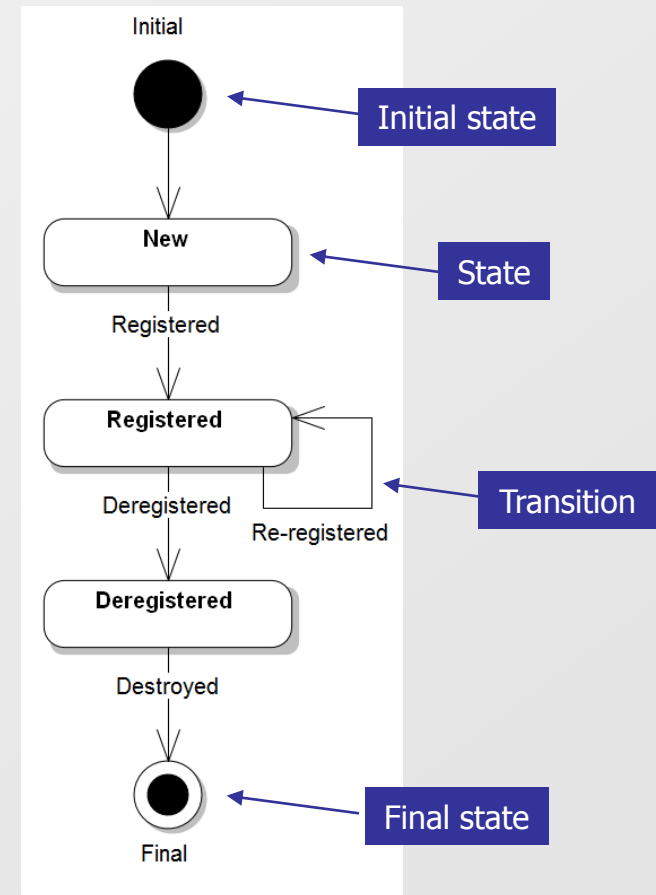 Initial
Initial state
New
State
Registered
Registered
Deregistered
Transition
Re-registered
Deregistered
Destroyed
Final state
Final